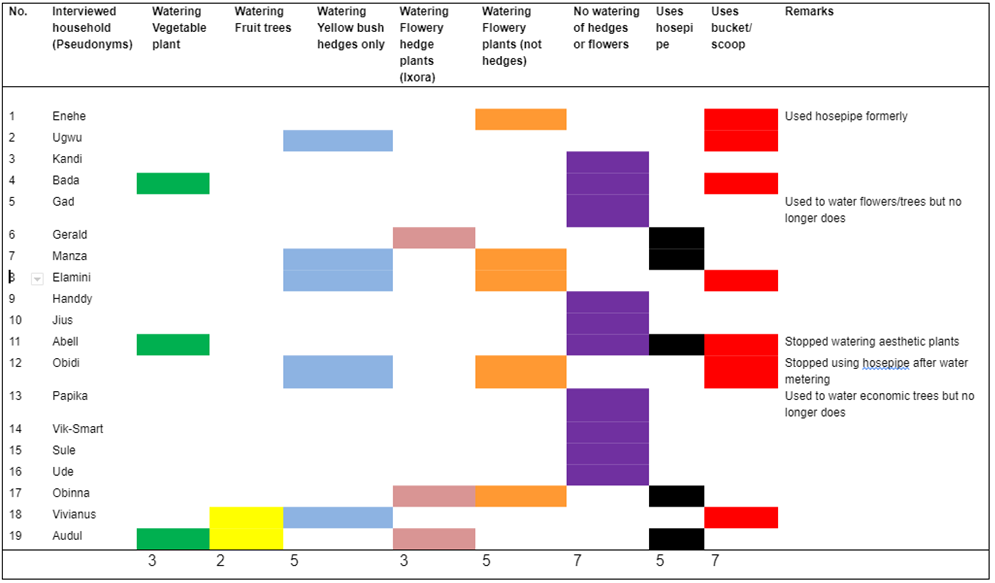 No. Interviewed household (Pseudonyms) Watering Vegetable plant Watering Fruit trees Watering Yellow bush hedges only Watering Flowery hedge plants (Ixora) Watering Flowery plants (not hedges) No watering of hedges or flowers Uses hosepi pe Uses bucket/ scoop Remarks
1 Enehe Used hosepipe formerly
2 Ugwu
3 Kandi
4 Bada
5 Gad Used to water flowers/trees but no longer does
6 Gerald
7 Manza
8 Elamini
9 Handdy
10 Jius
11 Abell Stopped watering aesthetic plants
12 Obidi Stopped using hosepipe after water metering
13 Papika Used to water economic trees but no longer does
14 Vik-Smart
15 Sule
16 Ude
17 Obinna
18 Vivianus
19 Audul
3 2 5 3 5 7 5 7